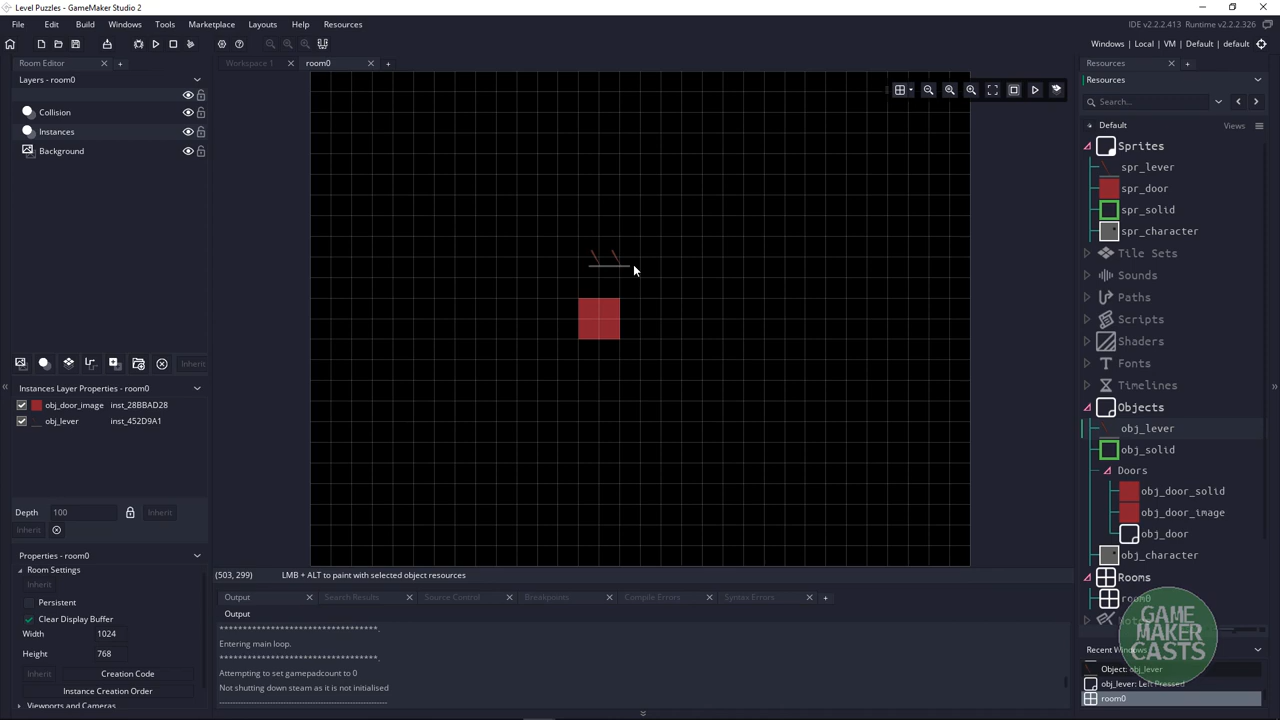 Level Puzzles - GameMaker Studio 2
File Edit Build Windows Tools Marketplace Layouts Help Resources
IDE v2.2.2.413 Runtime v2.2.2.326
Windows | Local | VM | Default | default
Room Editor
Workspace 1
room0
Resources
Layers - room0
Resources
Search...
Collision
Instances
Background
Default
Views
Sprites
spr_lever
spr_door
spr_solid
spr_character
Tile Sets
Sounds
Paths
Scripts
Shaders
Fonts
Timelines
Objects
obj_lever
obj_solid
Doors
obj_door_solid
obj_door_image
obj_door
obj_character
Rooms
room0
Inherit
Instances Layer Properties - room0
obj_door_image inst_28BBAD28
obj_lever inst_452D9A1
Depth 100 Inherit
Inherit
Properties - room0
Room Settings
Inherit
Persistent
Clear Display Buffer
Width 1024
Height 768
Inherit Creation Code
Instance Creation Order
Viewports and Cameras
(503, 299) LMB + ALT to paint with selected object resources
Output Search Results Source Control Breakpoints Compile Errors Syntax Errors
Output
***********************************.
Entering main loop.
***********************************.
Attempting to set gamepadcount to 0
Not shutting down steam as it is not initialised
GAME
MAKER
CASTS
Recent Windows
Object: obj_lever
obj_lever: Left Pressed
room0